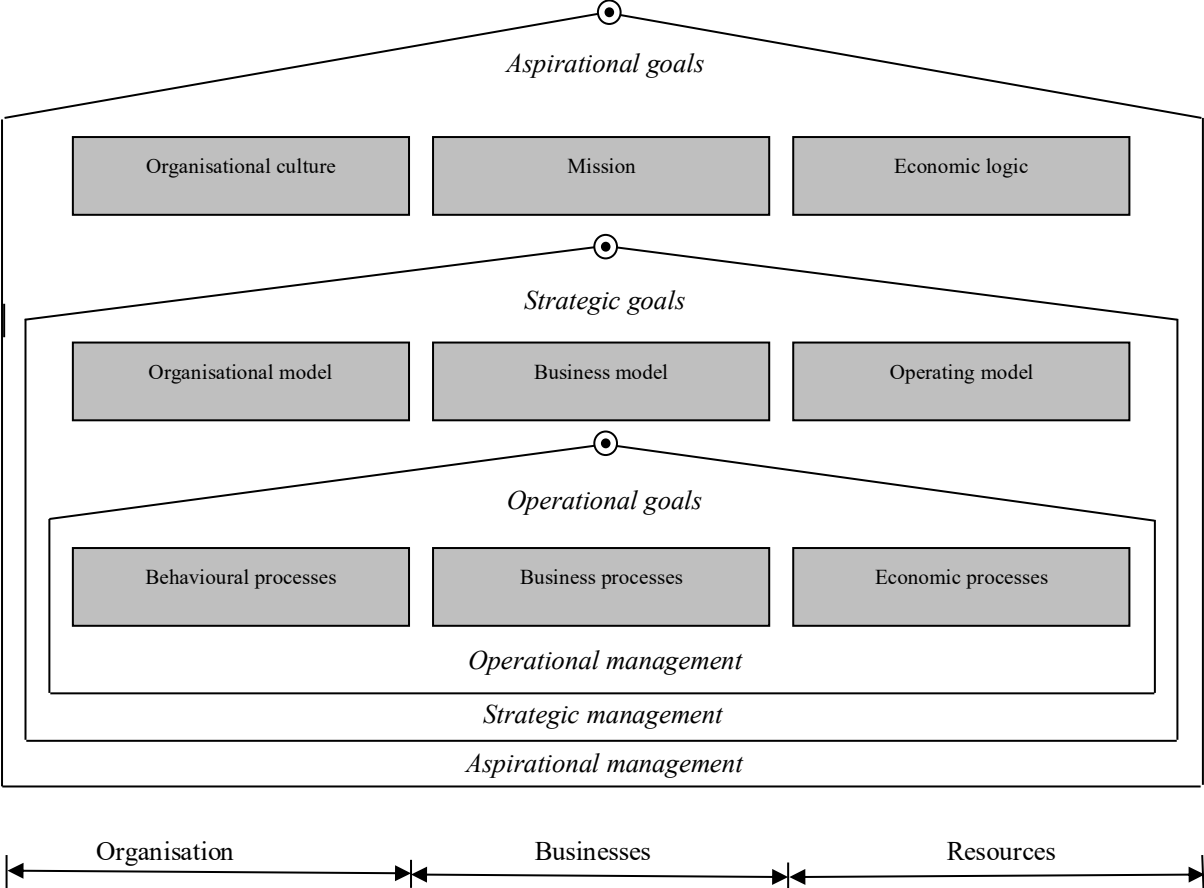 Aspirational goals
Organisational culture
Mission
Economic logic
Strategic goals
Organisational model
Business model
Operating model
Operational goals
Behavioural processes
Business processes
Economic processes
Operational management
Strategic management
Aspirational management
Organisation
Businesses
Resources